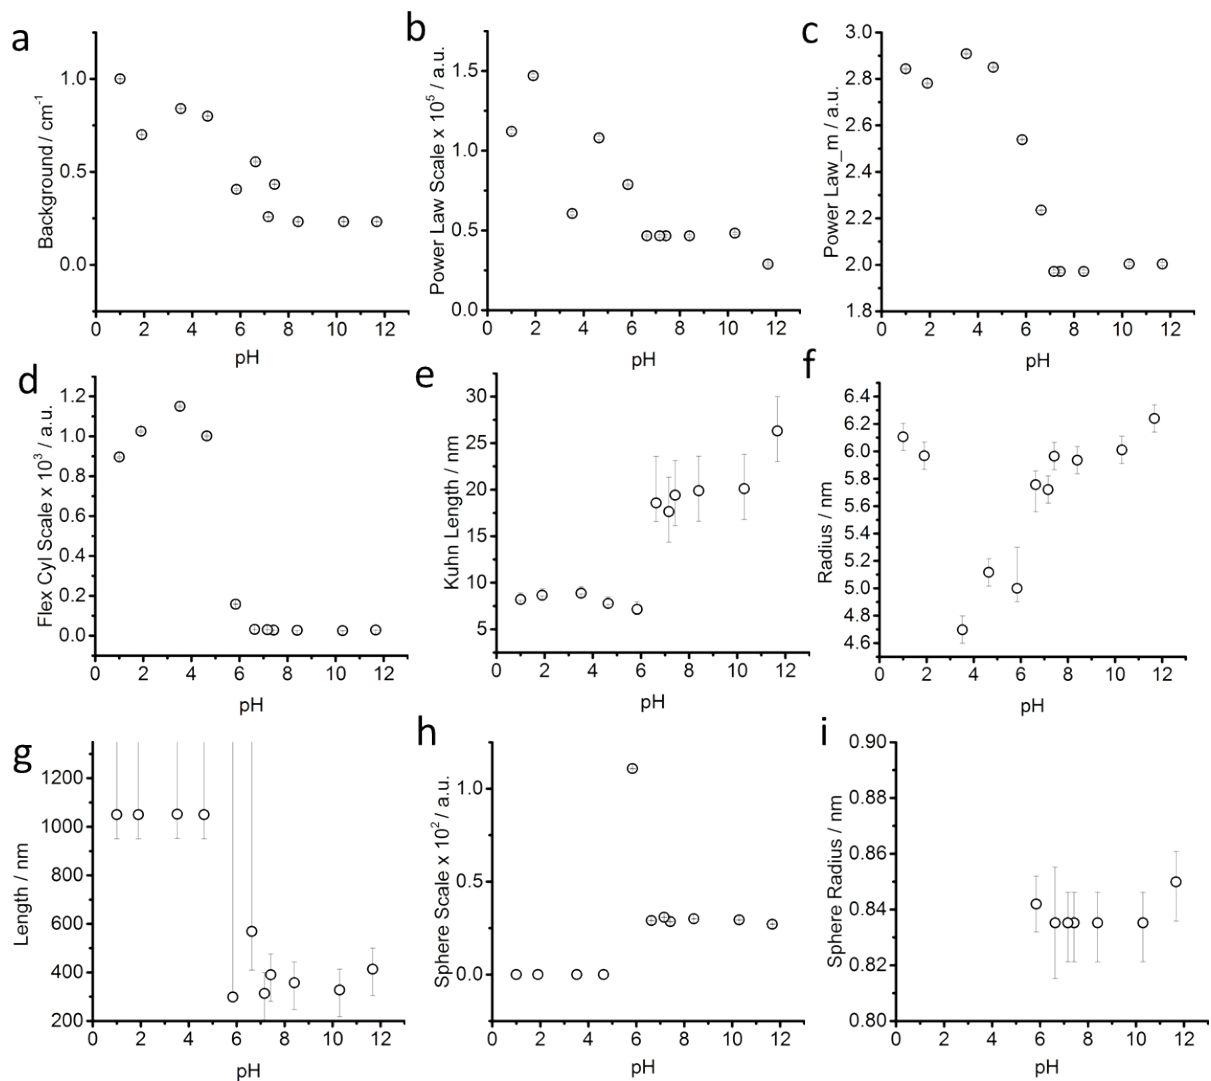 a
Background / cm⁻¹
1.0
0.5
0.0
0 2 4 6 8 10 12
pH
b
Power Law Scale x 10⁵ / a.u.
1.5
1.0
0.5
0.0
0 2 4 6 8 10 12
pH
c
Power Law_m / a.u.
3.0
2.8
2.6
2.4
2.2
2.0
1.8
0 2 4 6 8 10 12
pH
d
Flex Cyl Scale x 10³ / a.u.
1.2
1.0
0.8
0.6
0.4
0.2
0.0
0 2 4 6 8 10 12
pH
e
Kuhn Length / nm
30
25
20
15
10
5
0 2 4 6 8 10 12
pH
f
Radius / nm
6.4
6.2
6.0
5.8
5.6
5.4
5.2
5.0
4.8
4.6
0 2 4 6 8 10 12
pH
g
Length / nm
1200
1000
800
600
400
200
0 2 4 6 8 10 12
pH
h
Sphere Scale x 10² / a.u.
1.0
0.5
0.0
0 2 4 6 8 10 12
pH
i
Sphere Radius / nm
0.90
0.88
0.86
0.84
0.82
0.80
0 2 4 6 8 10 12
pH